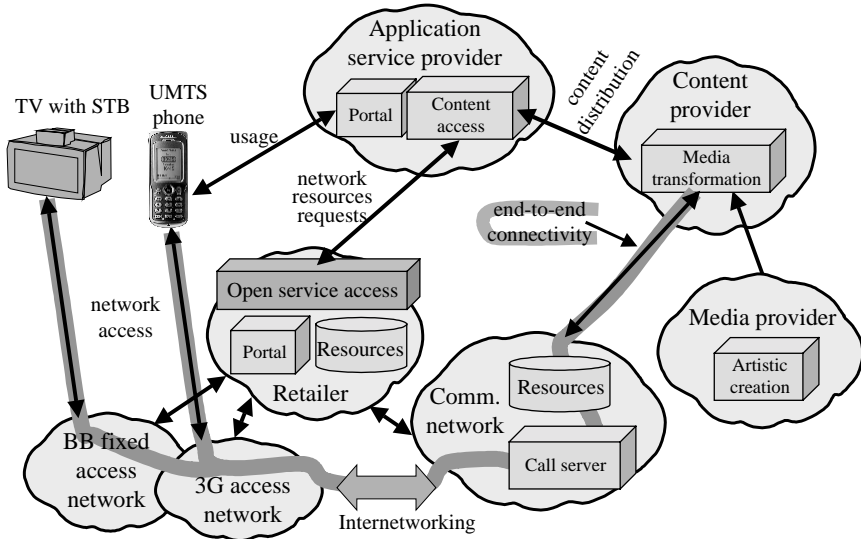 Application
service provider
Portal
Content
access
TV with STB
UMTS
phone
usage
content
distribution
Content
provider
Media
transformation
network
resources
requests
end-to-end
connectivity
Open service access
Portal
Resources
Retailer
network
access
Media provider
Artistic
creation
Comm.
network
Resources
Call server
BB fixed
access
network
3G access
network
Internetworking